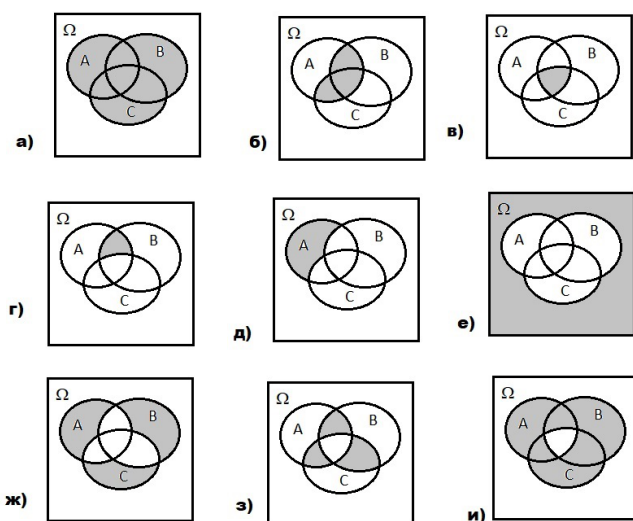 Ω A B C
а)
Ω A B C
б)
Ω A B C
в)
Ω A B C
г)
Ω A B C
д)
Ω A B C
е)
Ω A B C
ж)
Ω A B C
з)
Ω A B C
и)